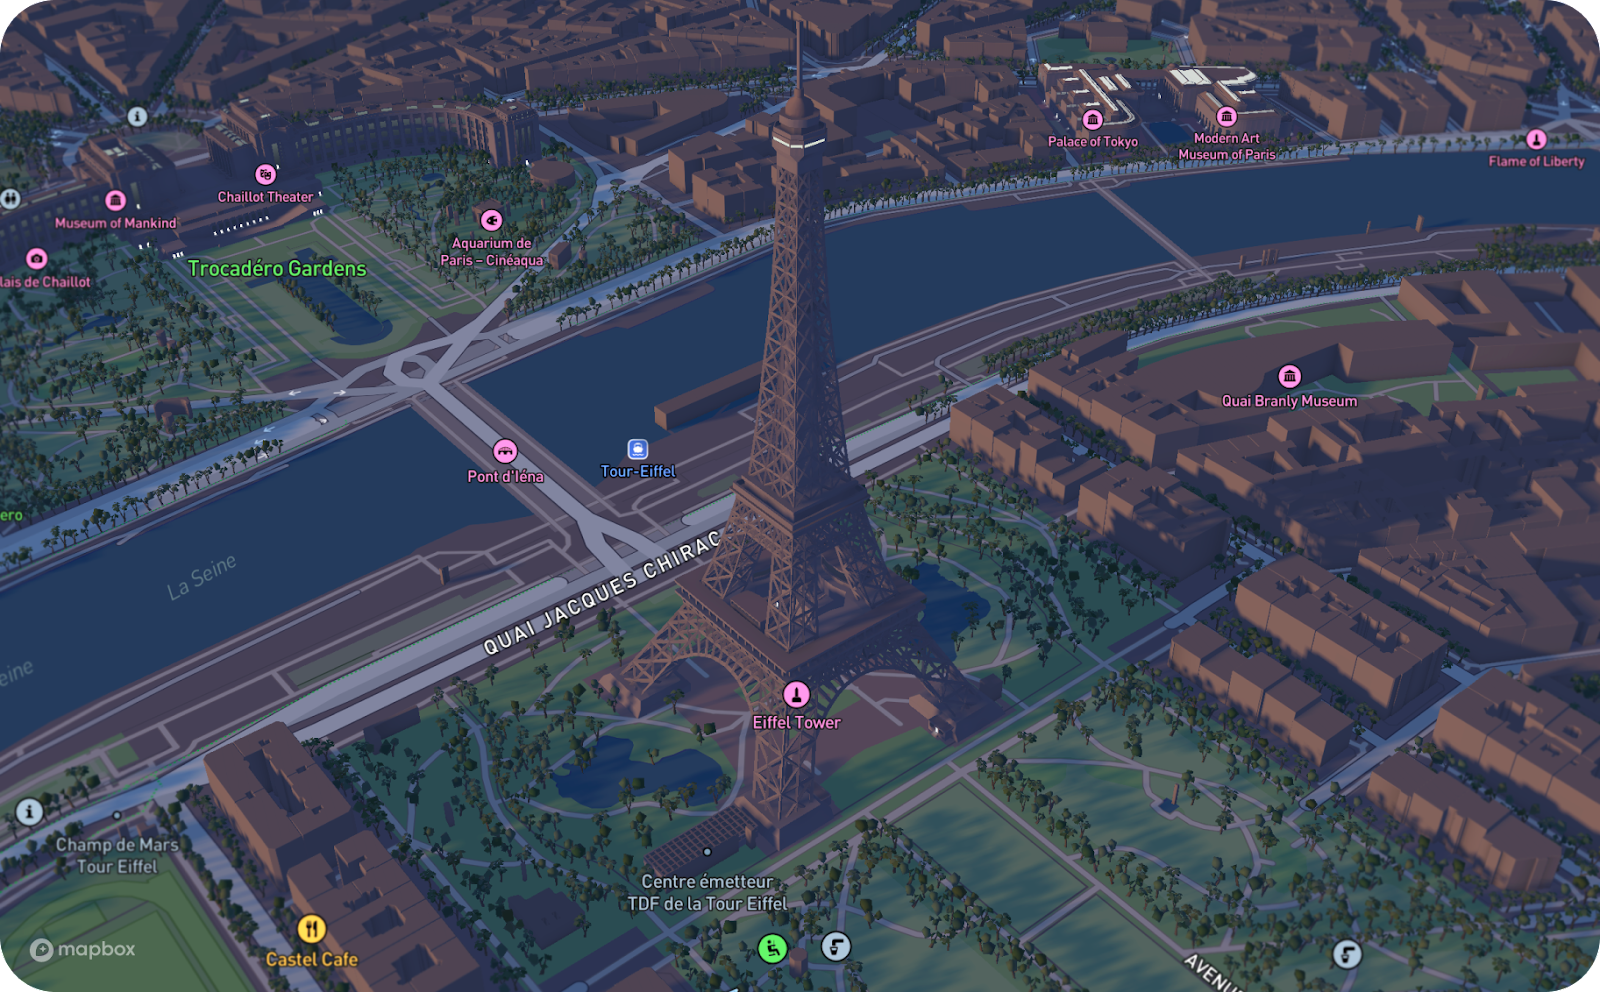 Palace of Tokyo
Modern Art
Museum of Paris
Flame of Liberty
Chaillot Theater
Museum of Mankind
Aquarium de
Paris – Cinéaqua
Trocadéro Gardens
lais de Chaillot
Quai Branly Museum
Pont d'Iéna
Tour-Eiffel
ero
La Seine
QUAI JACQUES CHIRAC
eine
Eiffel Tower
Champ de Mars
Tour Eiffel
Centre émetteur
TDF de la Tour Eiffel
mapbox
Castel Cafe
AVENU